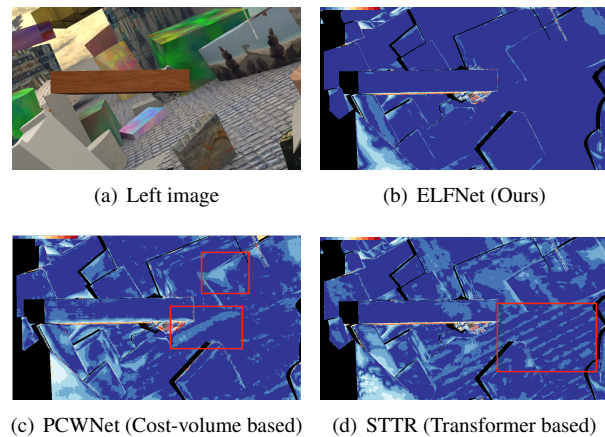 (a) Left image
(b) ELFNet (Ours)
(c) PCWNet (Cost-volume based)
(d) STTR (Transformer based)